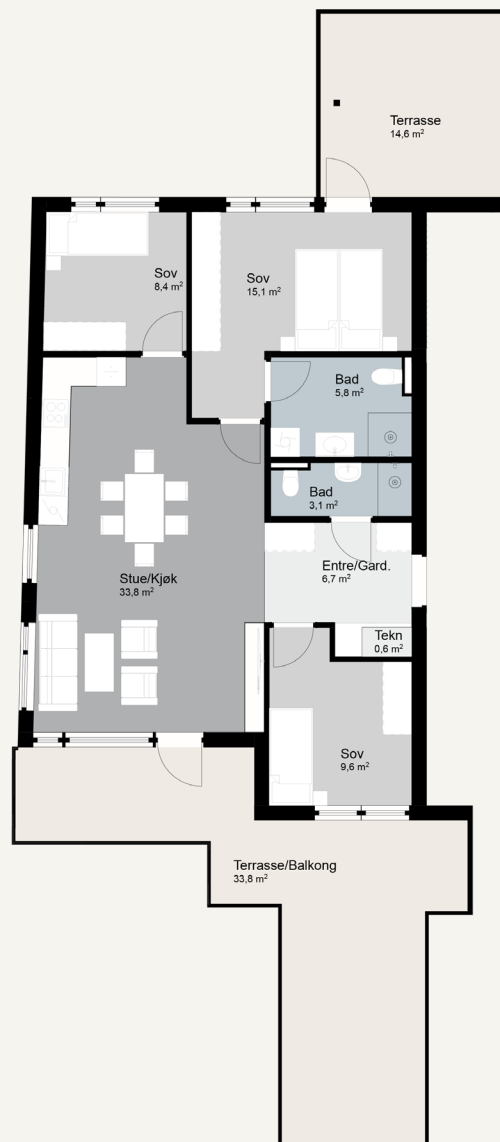 Terrasse
14,6 m²
Sov
8,4 m²
Sov
15,1 m²
Bad
5,8 m²
Bad
3,1 m²
Entre/Gard.
6,7 m²
Stue/Kjøk
33,8 m²
Tekn
0,6 m²
Sov
9,6 m²
Terrasse/Balkong
33,8 m²